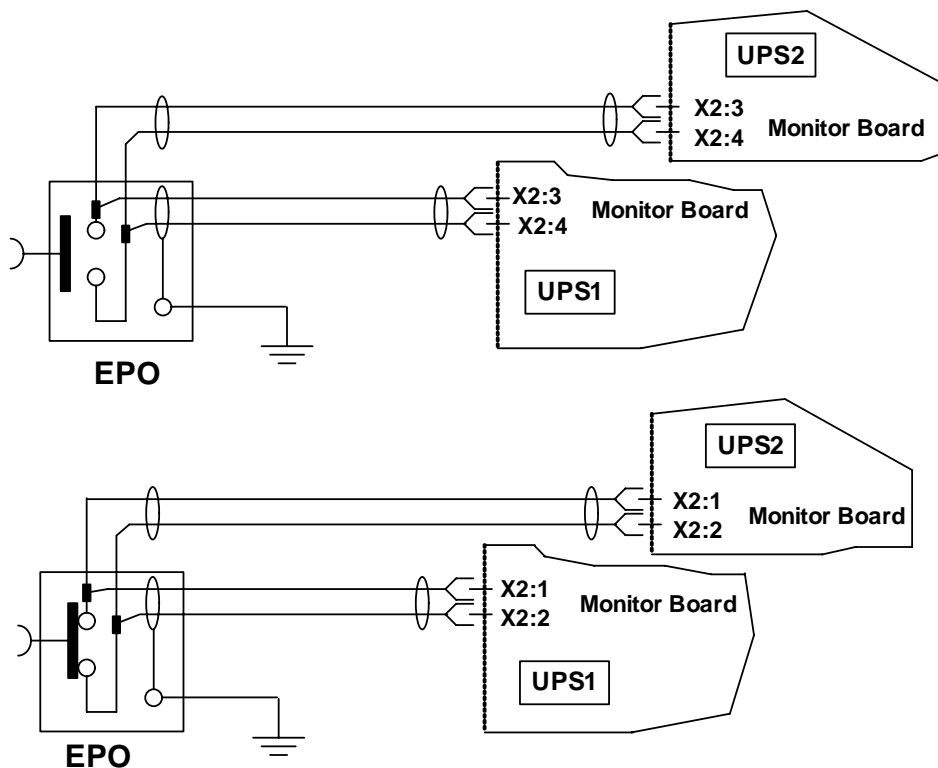 UPS2
X2:3
X2:4
Monitor Board
X2:3
X2:4
Monitor Board
UPS1
EPO
UPS2
X2:1
X2:2
Monitor Board
X2:1
X2:2
Monitor Board
UPS1
EPO